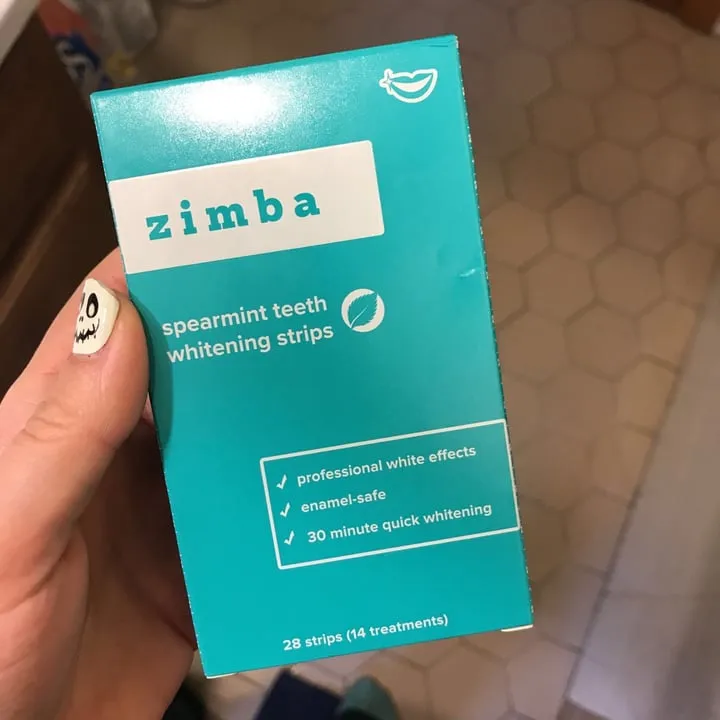 zimba
spearmint teeth
whitening strips
professional white effects
enamel-safe
30 minute quick whitening
28 strips (14 treatments)